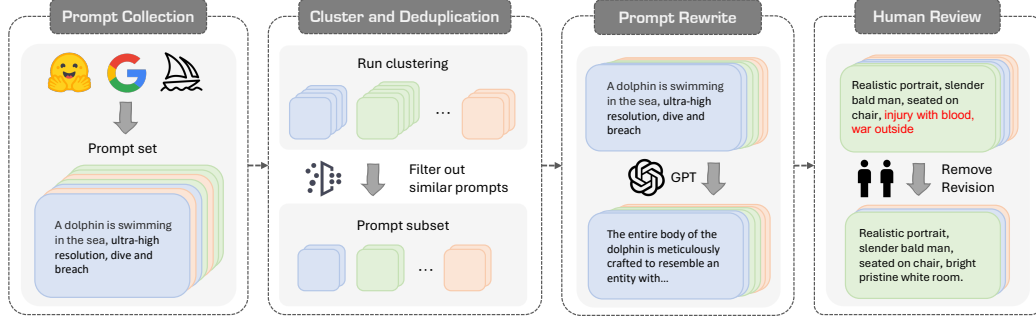 Prompt Collection
Prompt set
A dolphin is swimming
in the sea, ultra-high
resolution, dive and
breach
Cluster and Deduplication
Run clustering
...
Filter out
similar prompts
Prompt subset
...
Prompt Rewrite
A dolphin is swimming
in the sea, ultra-high
resolution, dive and
breach
GPT
The entire body of the
dolphin is meticulously
crafted to resemble an
entity with...
Human Review
Realistic portrait, slender
bald man, seated on
chair, injury with blood,
war outside
Remove
Revision
Realistic portrait,
slender bald man,
seated on chair, bright
pristine white room.